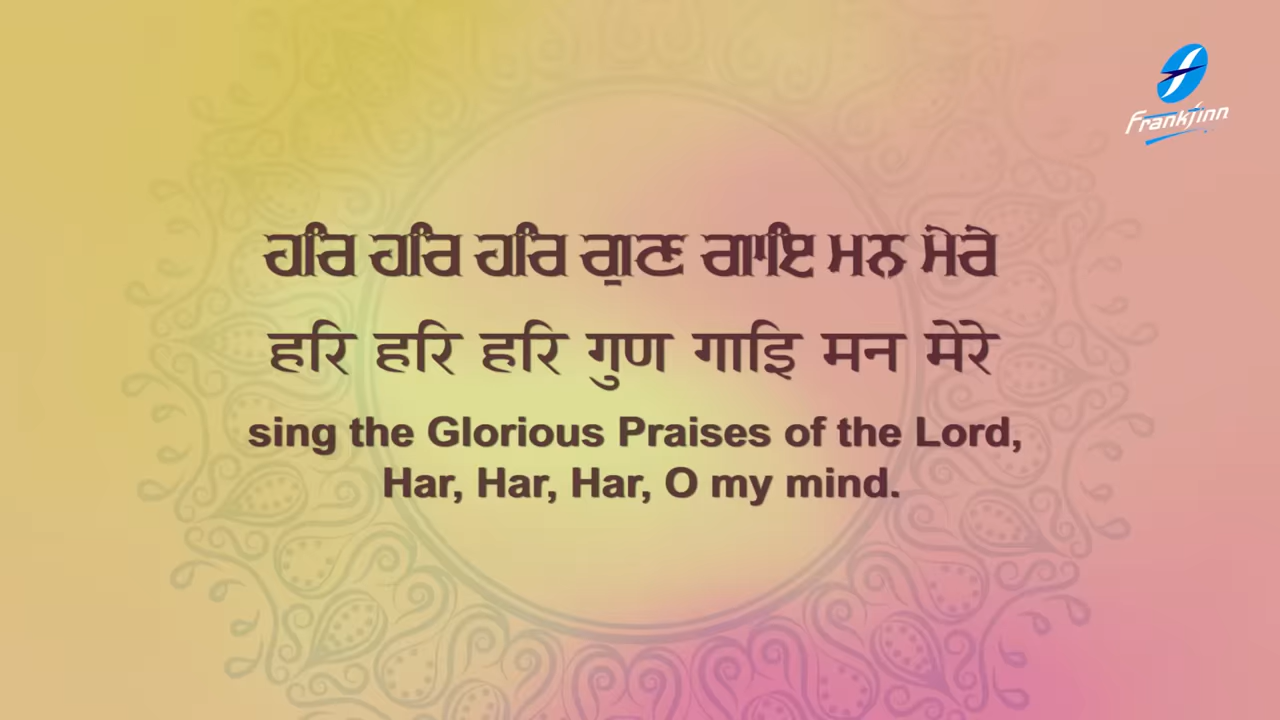 Frankfinn
ਹਰਿ ਹਰਿ ਹਰਿ ਗੁਣ ਗਾਇ ਮਨ ਮੇਰੇ
हरि हरि हरि गुण गाइ मन मेरे
sing the Glorious Praises of the Lord,
Har, Har, Har, O my mind.